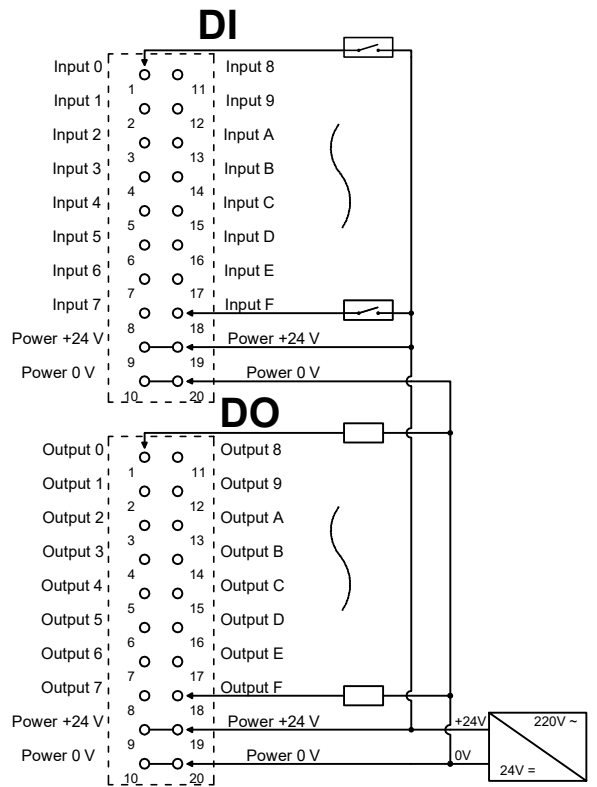 DI
Input 0 Input 8
1 11
Input 1 Input 9
2 12
Input 2 Input A
3 13
Input 3 Input B
4 14
Input 4 Input C
5 15
Input 5 Input D
6 16
Input 6 Input E
7 17
Input 7 Input F
8 18
Power +24 V Power +24 V
9 19
Power 0 V Power 0 V
10 20
DO
Output 0 Output 8
1 11
Output 1 Output 9
2 12
Output 2 Output A
3 13
Output 3 Output B
4 14
Output 4 Output C
5 15
Output 5 Output D
6 16
Output 6 Output E
7 17
Output 7 Output F
8 18
Power +24 V Power +24 V +24V 220V ~
9 19
Power 0 V Power 0 V 0V
10 20 24V =